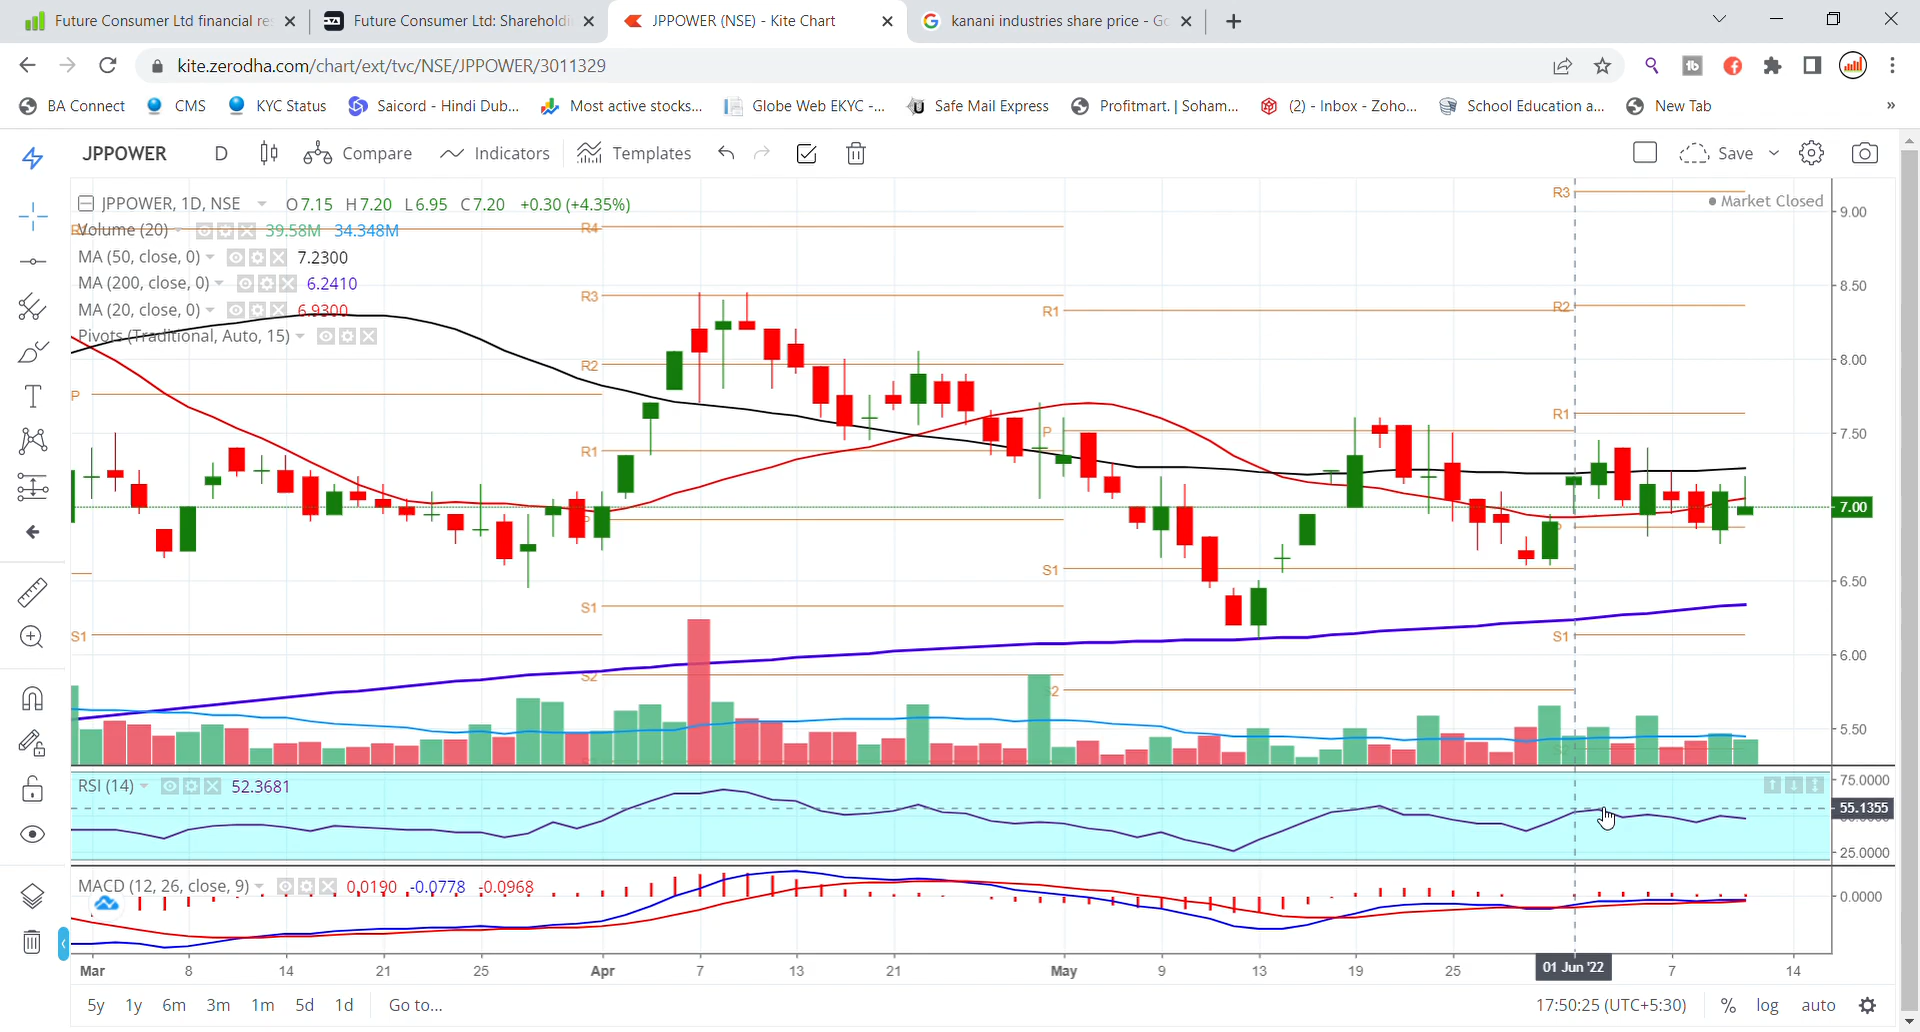 Future Consumer Ltd financial re
Future Consumer Ltd: Shareholdi
JPPOWER (NSE) - Kite Chart
kanani industries share price - Go
kite.zerodha.com/chart/ext/tvc/NSE/JPPOWER/3011329
BA Connect
CMS
KYC Status
Saicord - Hindi Dub...
Most active stocks...
Globe Web EKYC -...
Safe Mail Express
Profitmart. | Soham...
(2) - Inbox - Zoho...
School Education a...
New Tab
»
JPPOWER D Compare Indicators Templates Save
JPPOWER, 1D, NSE O7.15 H7.20 L6.95 C7.20 +0.30 (+4.35%)
Market Closed
Volume (20) 39.58M 34.348M
MA (50, close, 0) 7.2300
MA (200, close, 0) 6.2410
MA (20, close, 0) 6.9300
Pivots (Traditional, Auto, 15)
R3
R4
R3
R1
R2
R2
P
R1
P
R1
S1
S1
S1
S1
S2
9.00
8.50
8.00
7.50
7.00
6.50
6.00
5.50
RSI (14) 52.3681
75.0000
55.1355
25.0000
MACD (12, 26, close, 9) 0.0190 -0.0778 -0.0968
0.0000
Mar 8 14 21 25 Apr 7 13 21 May 9 13 19 25 01 Jun '22 7 14
5y 1y 6m 3m 1m 5d 1d Go to... 17:50:25 (UTC+5:30) % log auto